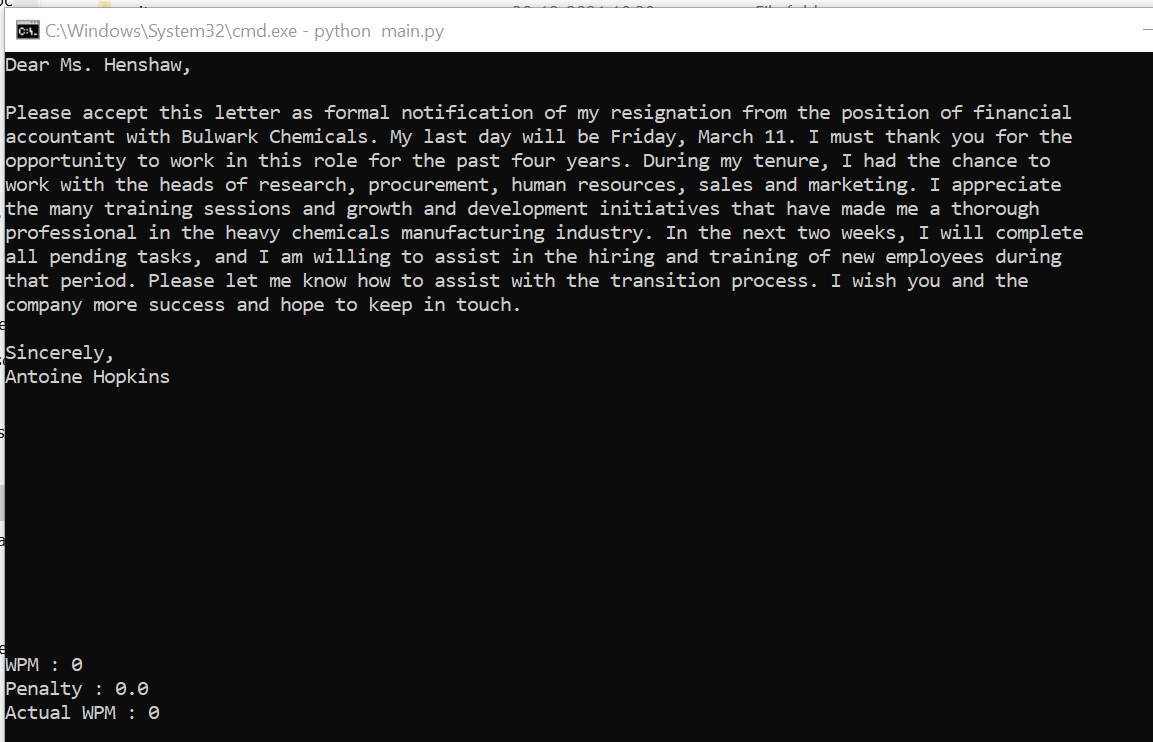 C:\Windows\System32\cmd.exe - python  main.py
Dear Ms. Henshaw,
Please accept this letter as formal notification of my resignation from the position of financial
accountant with Bulwark Chemicals. My last day will be Friday, March 11. I must thank you for the
opportunity to work in this role for the past four years. During my tenure, I had the chance to
work with the heads of research, procurement, human resources, sales and marketing. I appreciate
the many training sessions and growth and development initiatives that have made me a thorough
professional in the heavy chemicals manufacturing industry. In the next two weeks, I will complete
all pending tasks, and I am willing to assist in the hiring and training of new employees during
that period. Please let me know how to assist with the transition process. I wish you and the
company more success and hope to keep in touch.
Sincerely,
Antoine Hopkins
WPM : 0
Penalty : 0.0
Actual WPM : 0